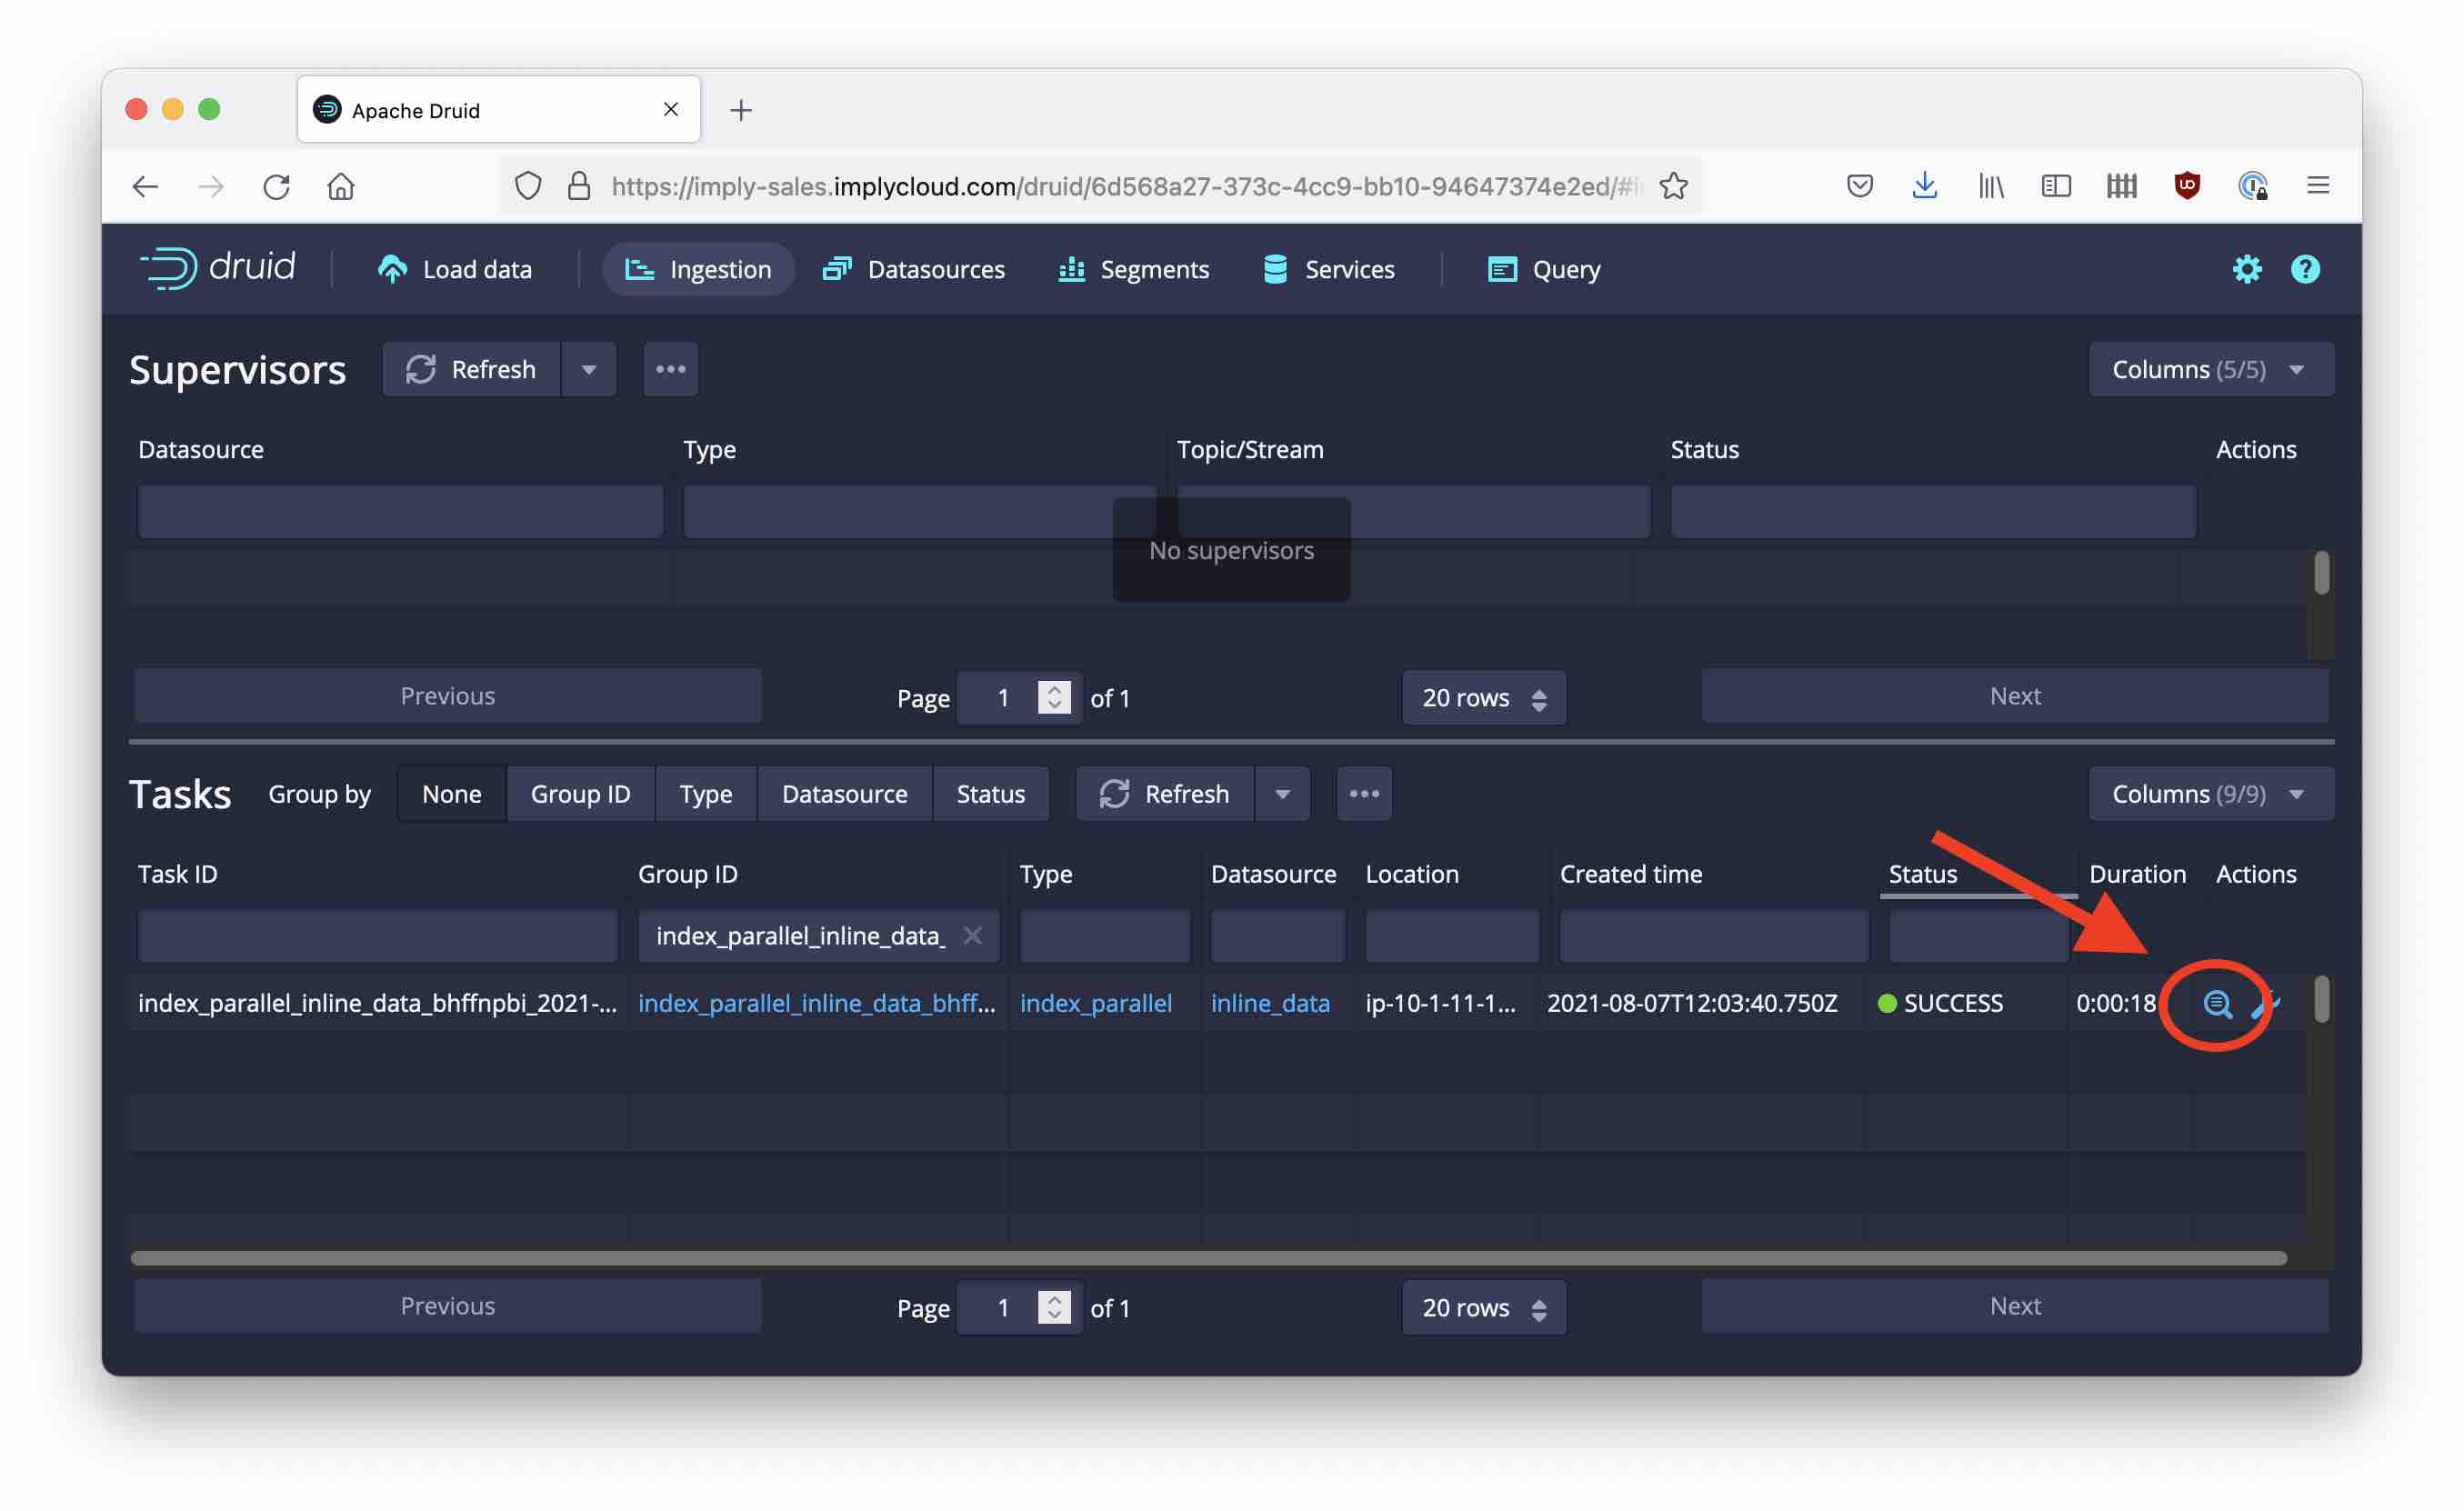 Apache Druid
https://imply-sales.implycloud.com/druid/6d568a27-373c-4cc9-bb10-94647374e2ed/#i
druid Load data Ingestion Datasources Segments Services Query
Supervisors Refresh Columns (5/5)
Datasource Type Topic/Stream Status Actions
No supervisors
Previous Page 1 of 1 20 rows Next
Tasks Group by None Group ID Type Datasource Status Refresh Columns (9/9)
Task ID Group ID Type Datasource Location Created time Status Duration Actions
index_parallel_inline_data_
index_parallel_inline_data_bhffnpbi_2021-... index_parallel_inline_data_bhff... index_parallel inline_data ip-10-1-11-1... 2021-08-07T12:03:40.750Z SUCCESS 0:00:18
Previous Page 1 of 1 20 rows Next